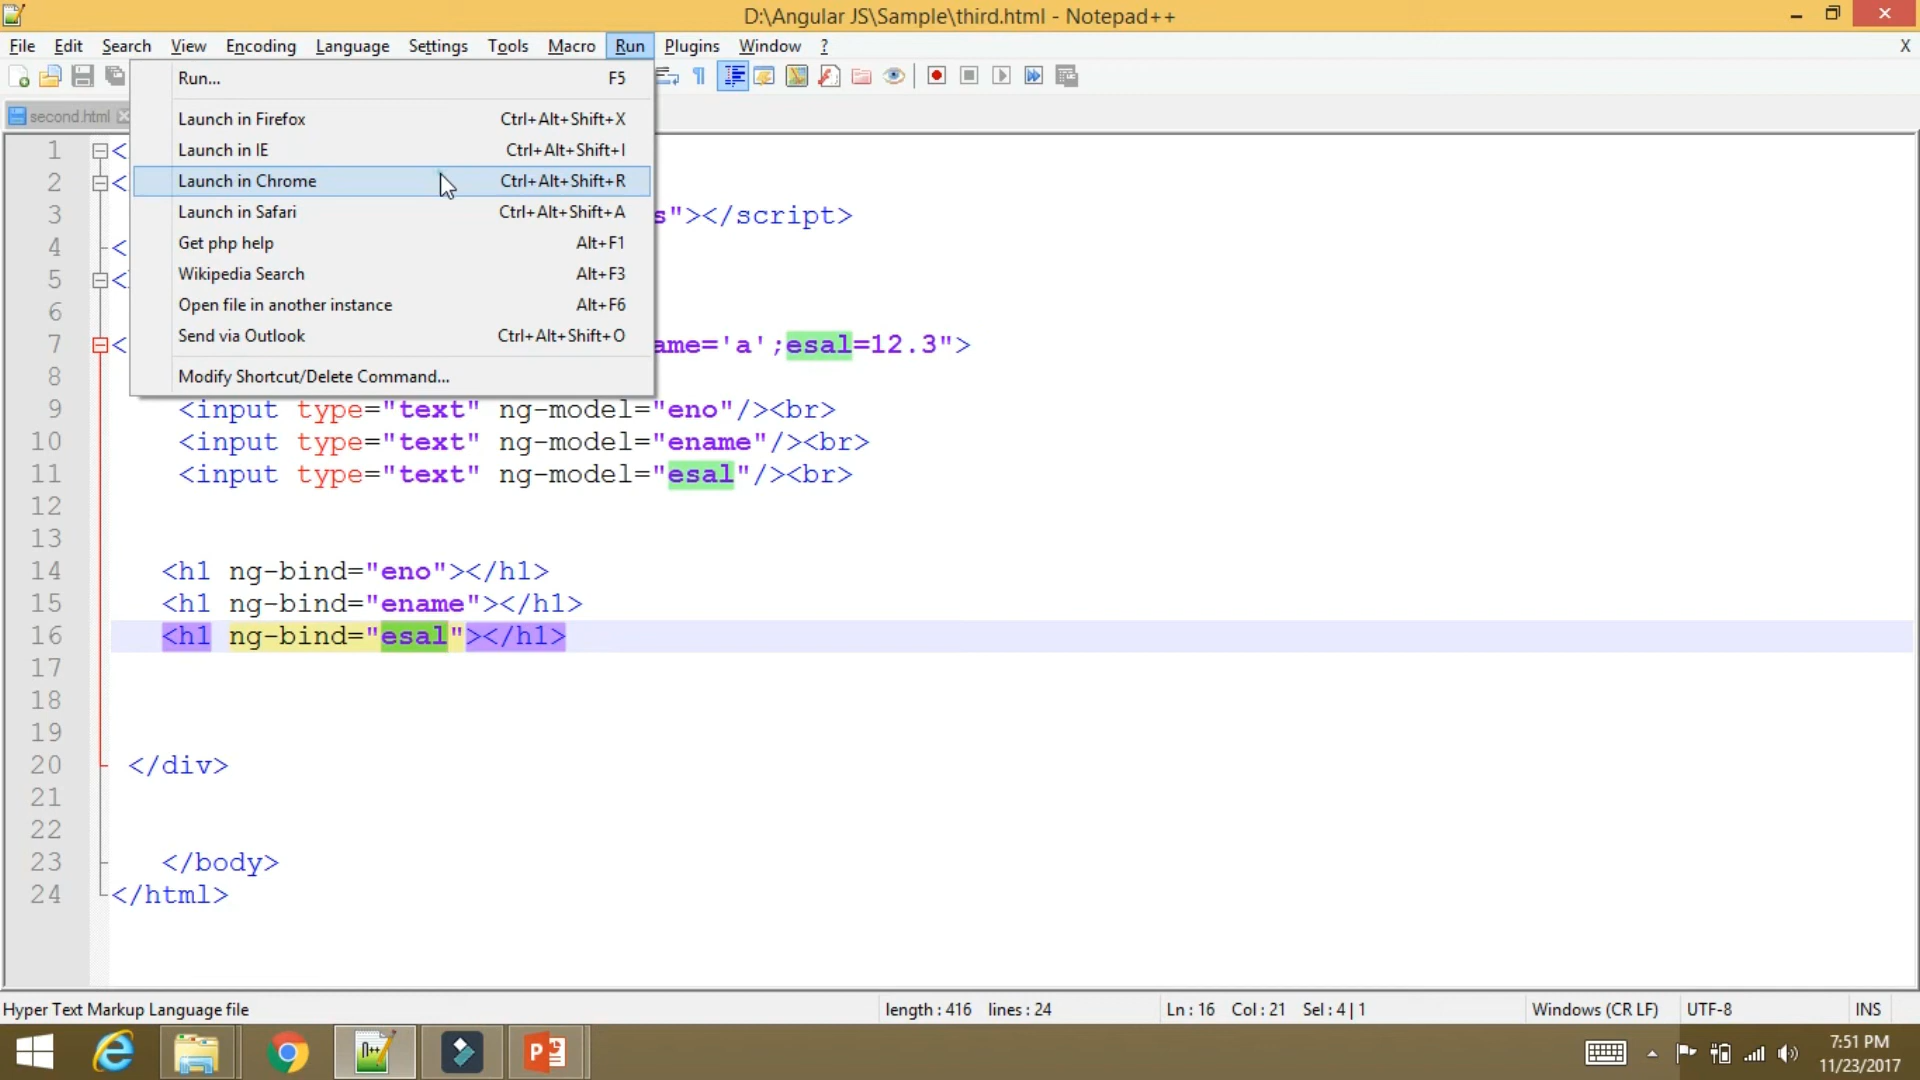 D:\Angular JS\Sample\third.html - Notepad++
File Edit Search View Encoding Language Settings Tools Macro Run Plugins Window ? X
second.html
Run... F5
Launch in Firefox Ctrl+Alt+Shift+X
Launch in IE Ctrl+Alt+Shift+I
Launch in Chrome Ctrl+Alt+Shift+R
Launch in Safari Ctrl+Alt+Shift+A
Get php help Alt+F1
Wikipedia Search Alt+F3
Open file in another instance Alt+F6
Send via Outlook Ctrl+Alt+Shift+O
Modify Shortcut/Delete Command...
1 <
2 <
3 s"></script>
4 <
5 <
6
7 < ame='a';esal=12.3">
8
9 <input type="text" ng-model="eno"/><br>
10 <input type="text" ng-model="ename"/><br>
11 <input type="text" ng-model="esal"/><br>
12
13
14 <h1 ng-bind="eno"></h1>
15 <h1 ng-bind="ename"></h1>
16 <h1 ng-bind="esal"></h1>
17
18
19
20 </div>
21
22
23 </body>
24 </html>
Hyper Text Markup Language file length : 416 lines : 24 Ln : 16 Col : 21 Sel : 4 | 1 Windows (CR LF) UTF-8 INS
7:51 PM
11/23/2017